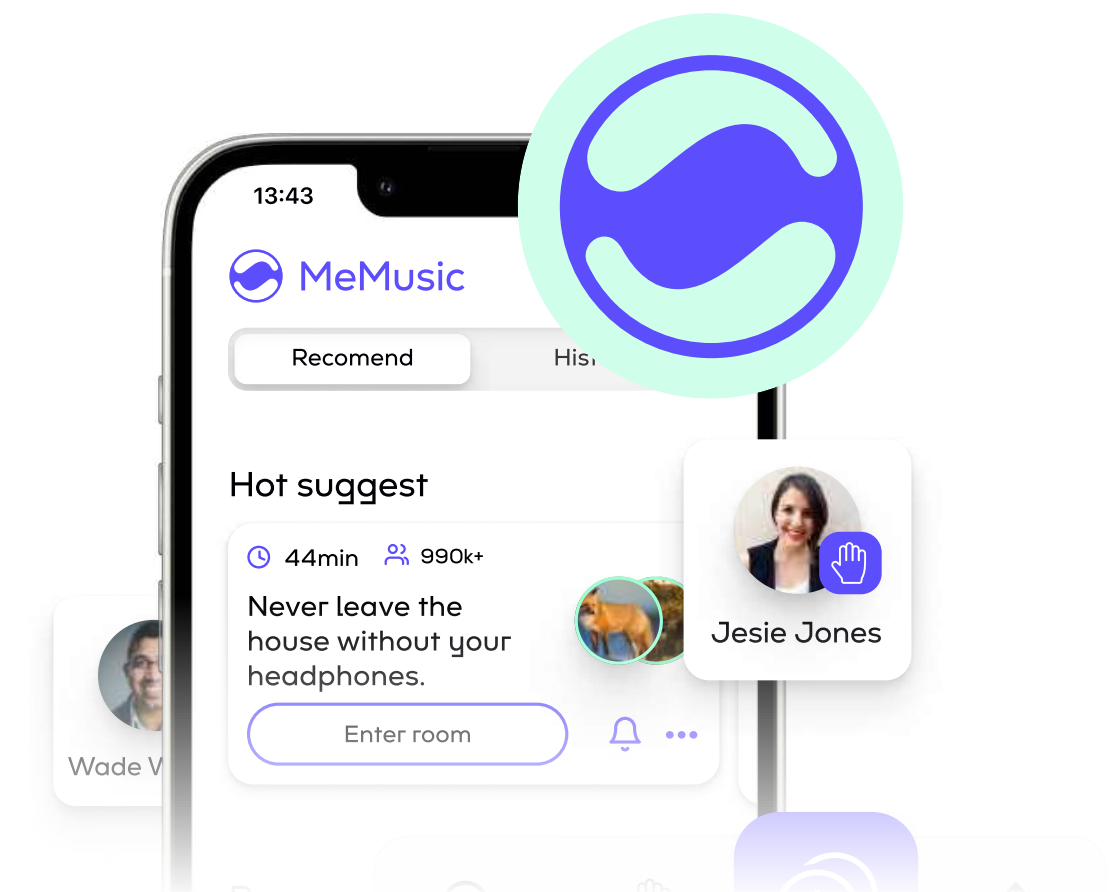 13:43
MeMusic
Recomend
Hot suggest
44min 990k+
Never leave the
house without your
headphones.
Jesie Jones
Enter room
Wade